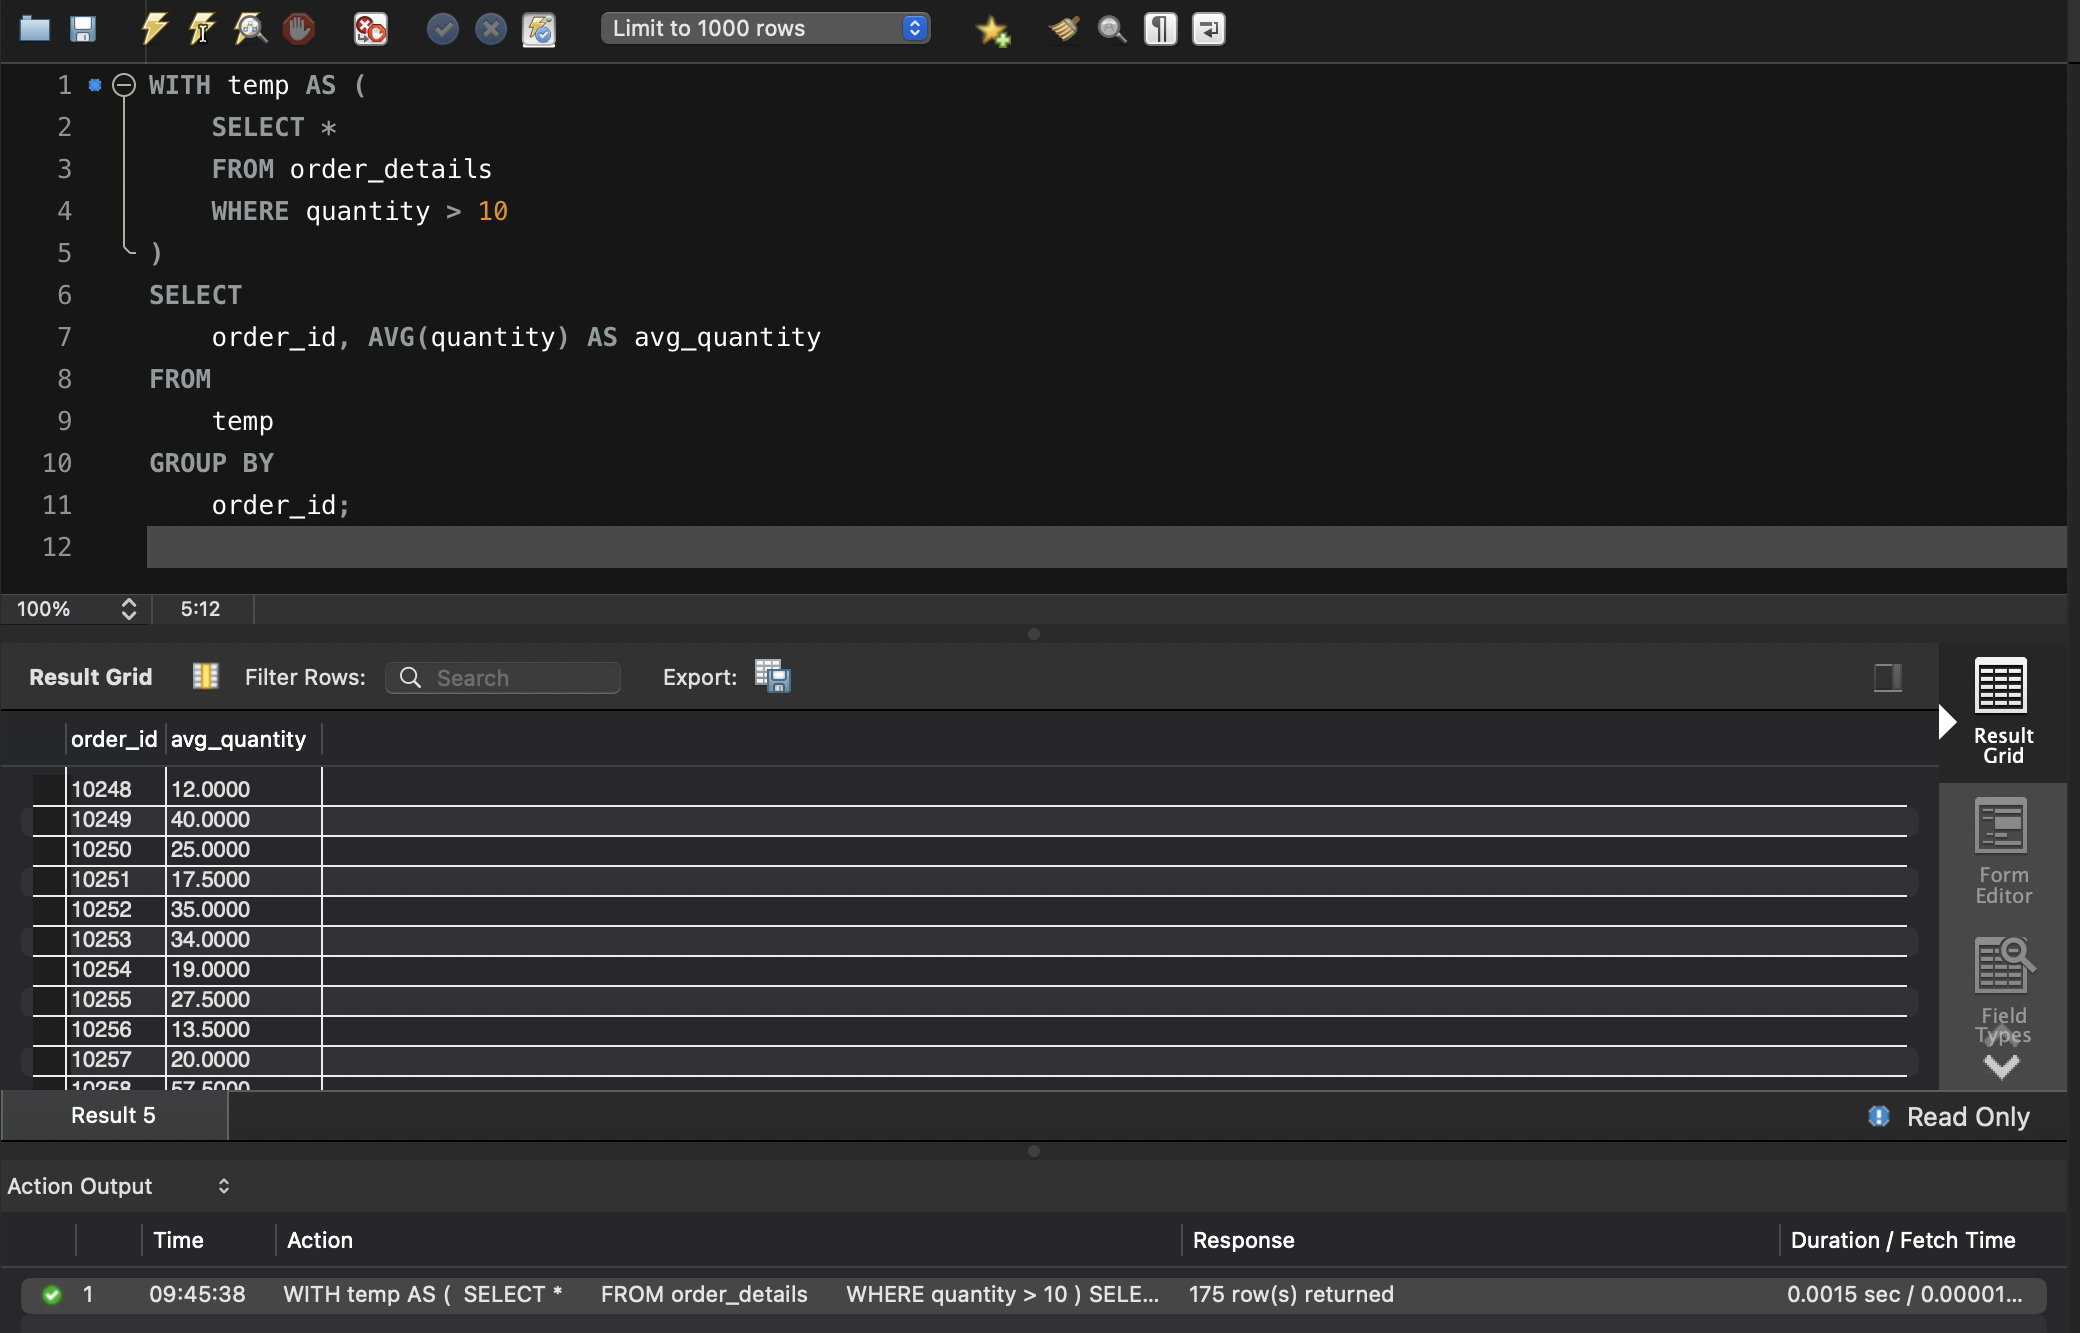 Limit to 1000 rows
1 WITH temp AS (
2 SELECT *
3 FROM order_details
4 WHERE quantity > 10
5 )
6 SELECT
7 order_id, AVG(quantity) AS avg_quantity
8 FROM
9 temp
10 GROUP BY
11 order_id;
12
100% 5:12
Result Grid Filter Rows: Search Export:
order_id avg_quantity
10248 12.0000
10249 40.0000
10250 25.0000
10251 17.5000
10252 35.0000
10253 34.0000
10254 19.0000
10255 27.5000
10256 13.5000
10257 20.0000
10258 57.5000
Result
Grid
Form
Editor
Field
Types
Result 5 Read Only
Action Output
Time Action Response Duration / Fetch Time
1 09:45:38 WITH temp AS ( SELECT * FROM order_details WHERE quantity > 10 ) SELE... 175 row(s) returned 0.0015 sec / 0.00001...